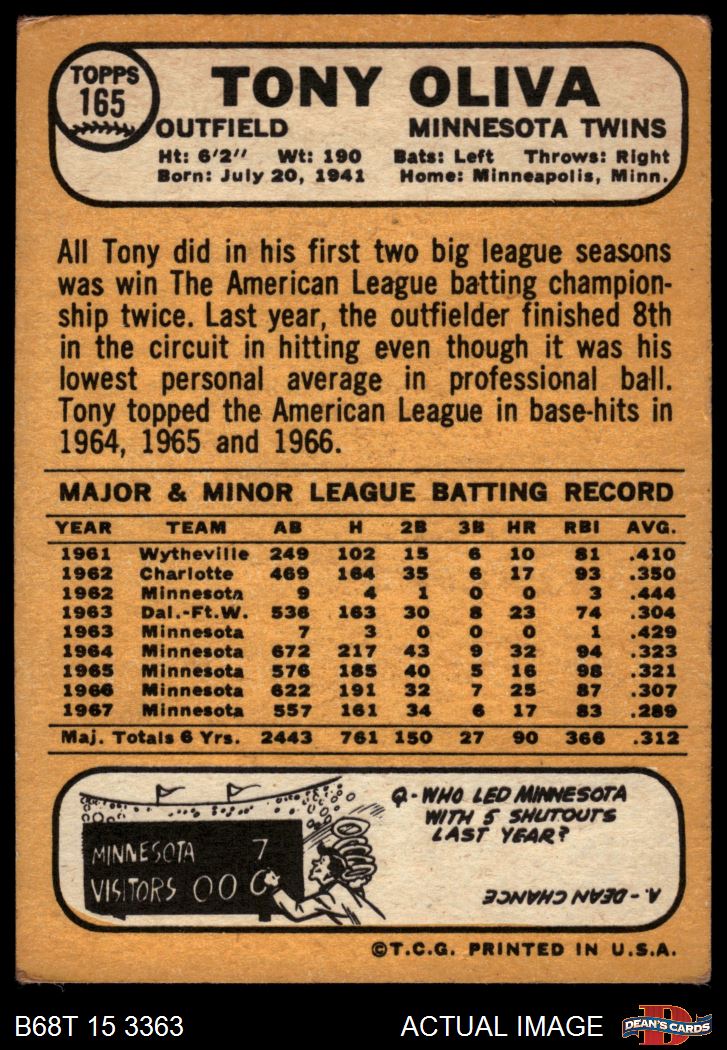 TOPPS
165
TONY OLIVA
OUTFIELD MINNESOTA TWINS
Ht: 6'2" Wt: 190 Bats: Left Throws: Right
Born: July 20, 1941 Home: Minneapolis, Minn.
All Tony did in his first two big league seasons
was win The American League batting champion-
ship twice. Last year, the outfielder finished 8th
in the circuit in hitting even though it was his
lowest personal average in professional ball.
Tony topped the American League in base-hits in
1964, 1965 and 1966.
MAJOR & MINOR LEAGUE BATTING RECORD
YEAR TEAM AB H 2B 3B HR RBI AVG.
1961 Wytheville 249 102 15 6 10 81 .410
1962 Charlotte 469 164 35 6 17 93 .350
1962 Minnesota 9 4 1 0 0 3 .444
1963 Dal.-Ft.W. 536 163 30 8 23 74 .304
1963 Minnesota 7 3 0 0 0 1 .429
1964 Minnesota 672 217 43 9 32 94 .323
1965 Minnesota 576 185 40 5 16 98 .321
1966 Minnesota 622 191 32 7 25 87 .307
1967 Minnesota 557 161 34 6 17 83 .289
Maj. Totals 6 Yrs. 2443 761 150 27 90 366 .312
MINNESOTA 7
VISITORS 000
Q-WHO LED MINNESOTA
WITH 5 SHUTOUTS
LAST YEAR?
A.-DEAN CHANCE
©T.C.G. PRINTED IN U.S.A.
B68T 15 3363 ACTUAL IMAGE
D
DEAN'S CARDS